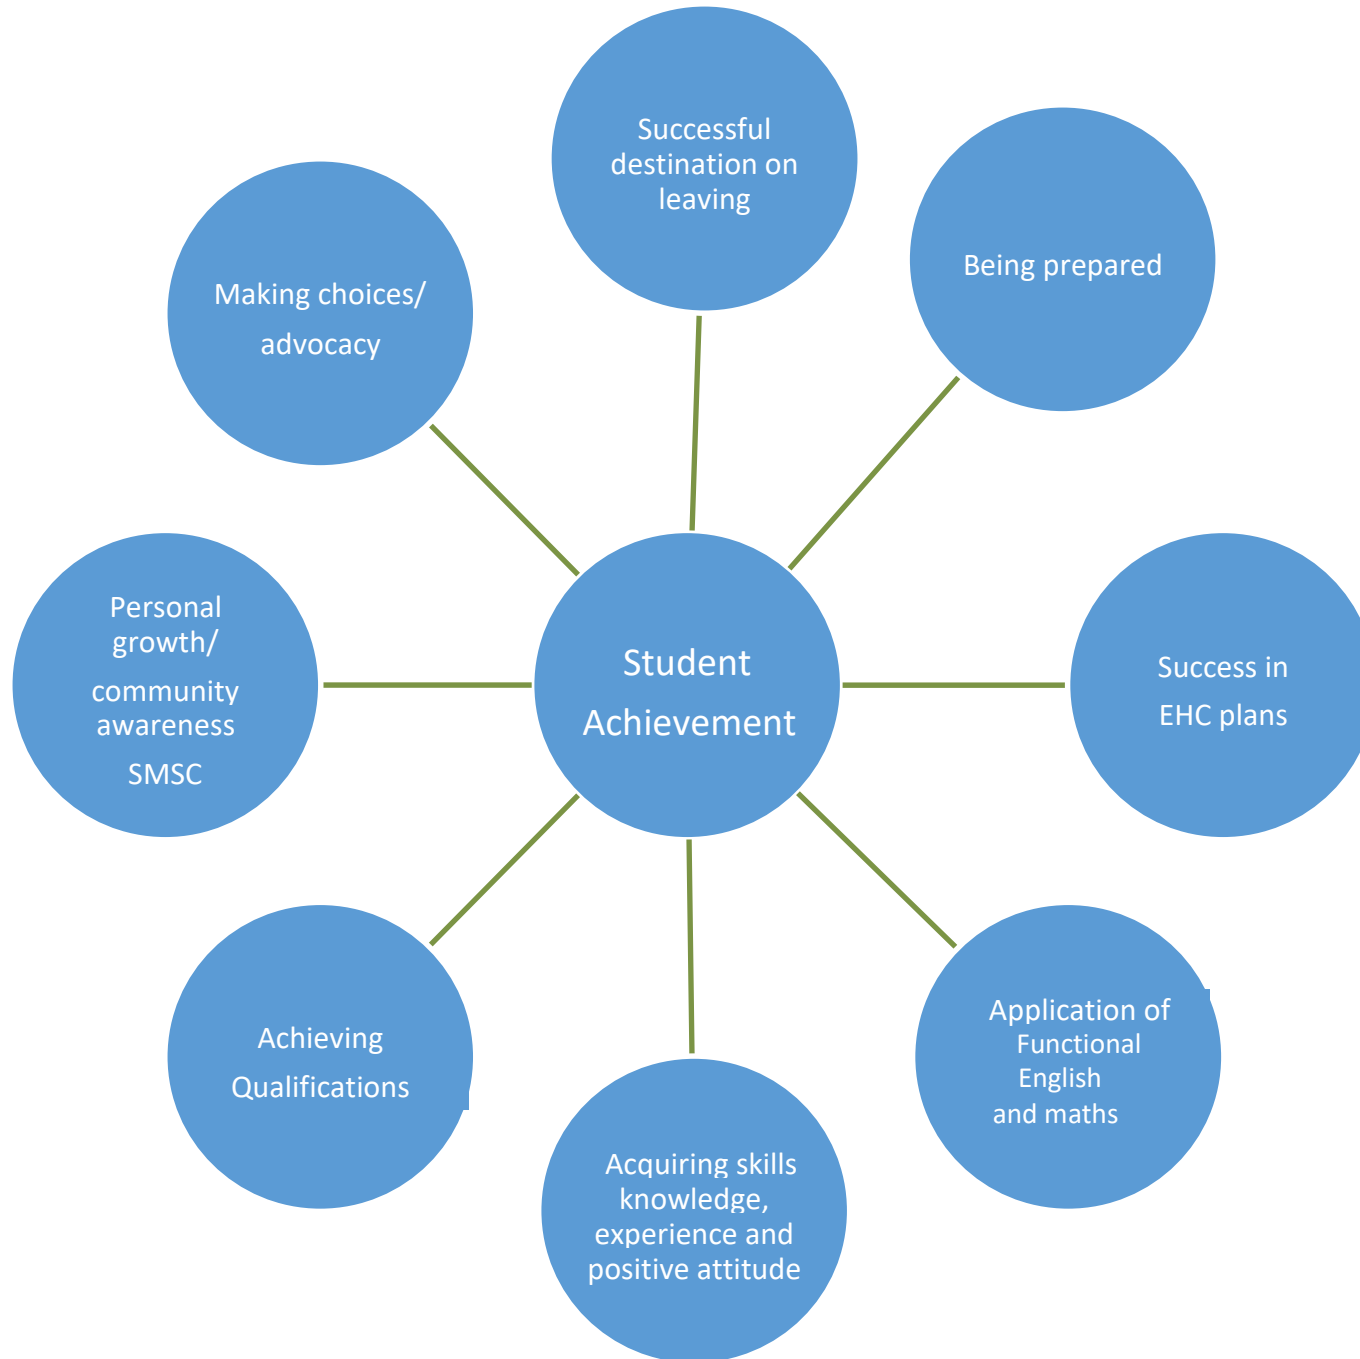 Successful
destination on
leaving
Being prepared
Making choices/
advocacy
Personal
growth/
community
awareness
SMSC
Student
Achievement
Success in
EHC plans
Achieving
Qualifications
Application of
Functional
English
and maths
Acquiring skills
knowledge,
experience and
positive attitude